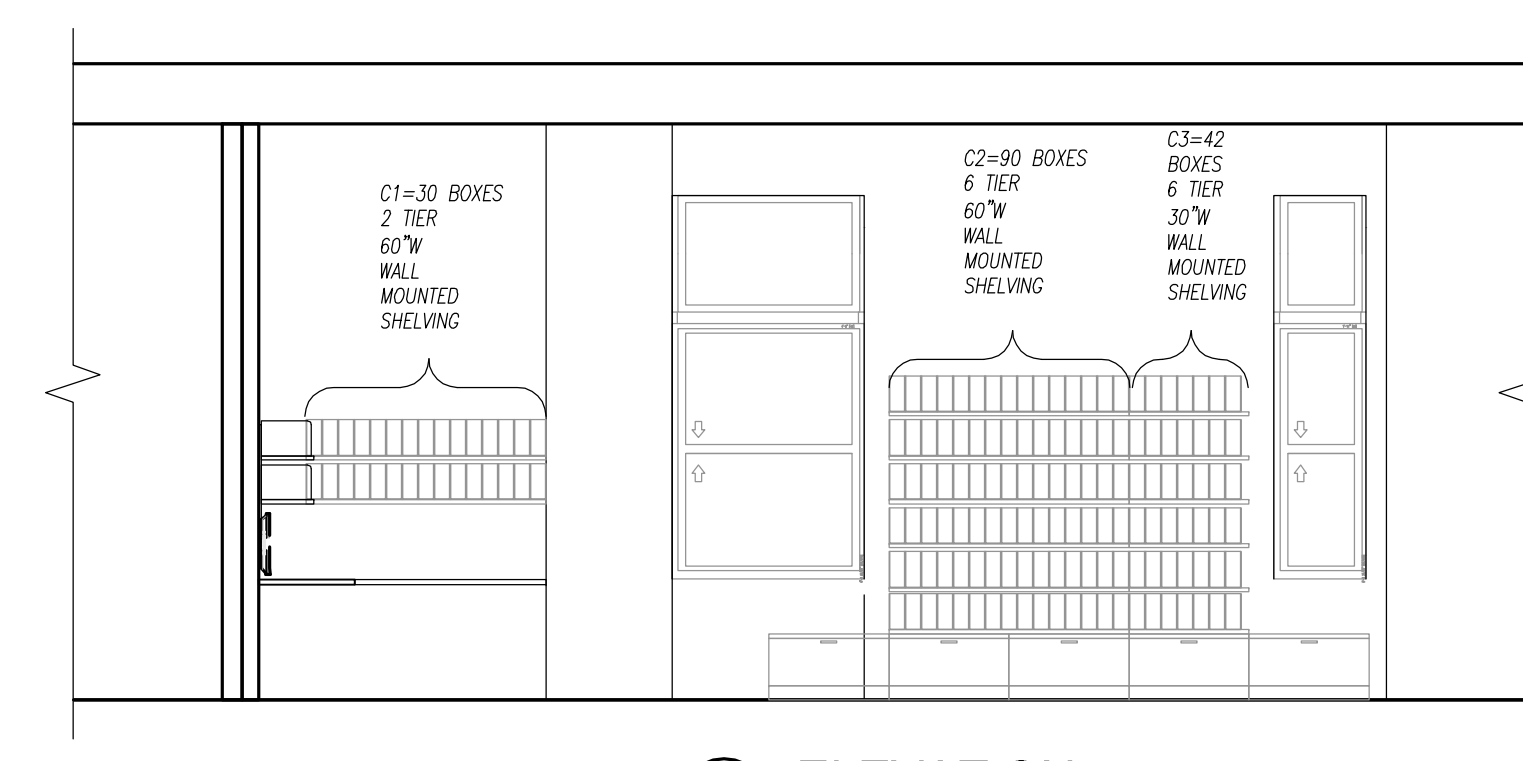 C1=30 BOXES
2 TIER
60"W
WALL
MOUNTED
SHELVING
C2=90 BOXES
6 TIER
60"W
WALL
MOUNTED
SHELVING
C3=42
BOXES
6 TIER
30"W
WALL
MOUNTED
SHELVING